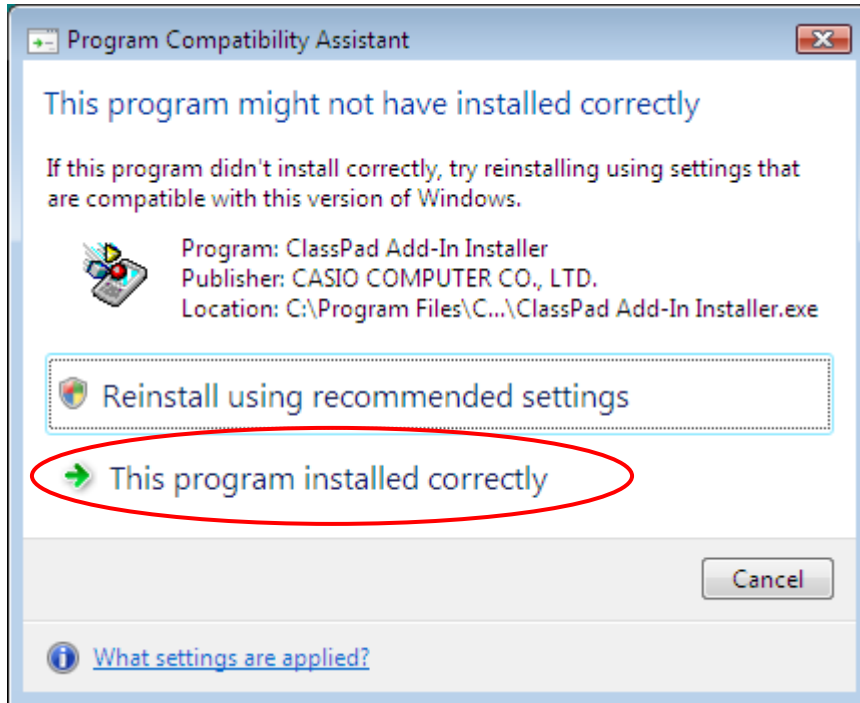 Program Compatibility Assistant
This program might not have installed correctly
If this program didn't install correctly, try reinstalling using settings that
are compatible with this version of Windows.
Program: ClassPad Add-In Installer
Publisher: CASIO COMPUTER CO., LTD.
Location: C:\Program Files\C...\ClassPad Add-In Installer.exe
Reinstall using recommended settings
This program installed correctly
Cancel
What settings are applied?